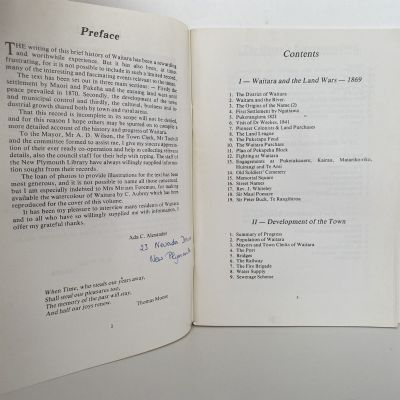 Preface
THE writing of this brief history of Waitara has been a rewarding
and worthwhile experience. But it has also been, at times,
frustrating, for it is not possible to include in such a limited record,
many of the interesting and fascinating events relevant to the name.
The text has been set out in three main sections: — Firstly the
settlement by Maori and Pakeha and the ensuing land wars until
peace prevailed in 1870. Secondly, the development of the town
and municipal control and thirdly, the cultural, business and in-
dustrial growth shared by both town and district.
That this record is incomplete in its scope will not be denied,
and for this reason I hope others may be spurred on to compile a
more detailed account of the history and progress of Waitara.
To the Mayor, Mr A. D. Wilson, the Town Clerk, Mr
and the committee formed to assist me, I give my sincere apprecia-
tion of their ever ready co-operation and help in collecting relative
details, also the council staff for their help with typing. The staff of
the New Plymouth Library have always willingly supplied informa-
tion sought from their records.
The loan of photos to provide illustrations for the text has been
most generous, and it is not possible to name all those concerned,
but I am especially indebted to Mrs Miriam Foreman, for making
available the watercolour of Waitara by C. Aubrey which has been
reproduced for the cover of this volume.
It has been my pleasure to interview many residents of Waitara
and to all who have so willingly supplied me with information, I
offer my grateful thanks.
Ada C. Alexander
23 Nevada Drive
New Plymouth
When Time, who steals our years away,
Shall steal our pleasures too,
The memory of the past will stay,
And half our joys renew.
Thomas Moore
3
Contents
I — Waitara and the Land Wars — 1869
1. The District of Waitara
2. Waitara and the River.
3. The Origins of the Name (2)
4. First Settlement by Ngatiawa
5. Pukerangiora 1821
6. Visit of Dr Weekes, 1841
7. Pioneer Colonists & Land Purchases
8. The Land League
9. The Puketapu Feud
10. The Waitara Purchase
11. Plan of Pukapuka Block
12. Fighting at Waitara
13. Engagements at Puketakauere, Kairau, Matarikoriko,
Huirangi and Te Arei
14. Old Soldiers' Cemetery
15. Memorial Square
16. Street Names
17. Rev. J. Whiteley
18. Sir Maui Pomare
19. Sir Peter Buck, Te Rangihiroa
II — Development of the Town
1. Summary of Progress
2. Population of Waitara
3. Mayors and Town Clerks of Waitara
4. The Port
5. Bridges
6. The Railway
7. The Fire Brigade
8. Water Supply
9. Sewerage Scheme